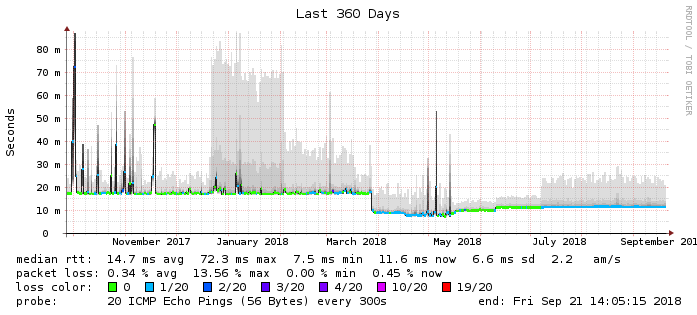 Last 360 Days
RRDTOOL / TOBI OETIKER
Seconds
80 m
70 m
60 m
50 m
40 m
30 m
20 m
10 m
0
November 2017 January 2018 March 2018 May 2018 July 2018 September 201
median rtt: 14.7 ms avg 72.3 ms max 7.5 ms min 11.6 ms now 6.6 ms sd 2.2 am/s
packet loss: 0.34 % avg 13.56 % max 0.00 % min 0.45 % now
loss color: 0 1/20 2/20 3/20 4/20 10/20 19/20
probe: 20 ICMP Echo Pings (56 Bytes) every 300s end: Fri Sep 21 14:05:15 2018